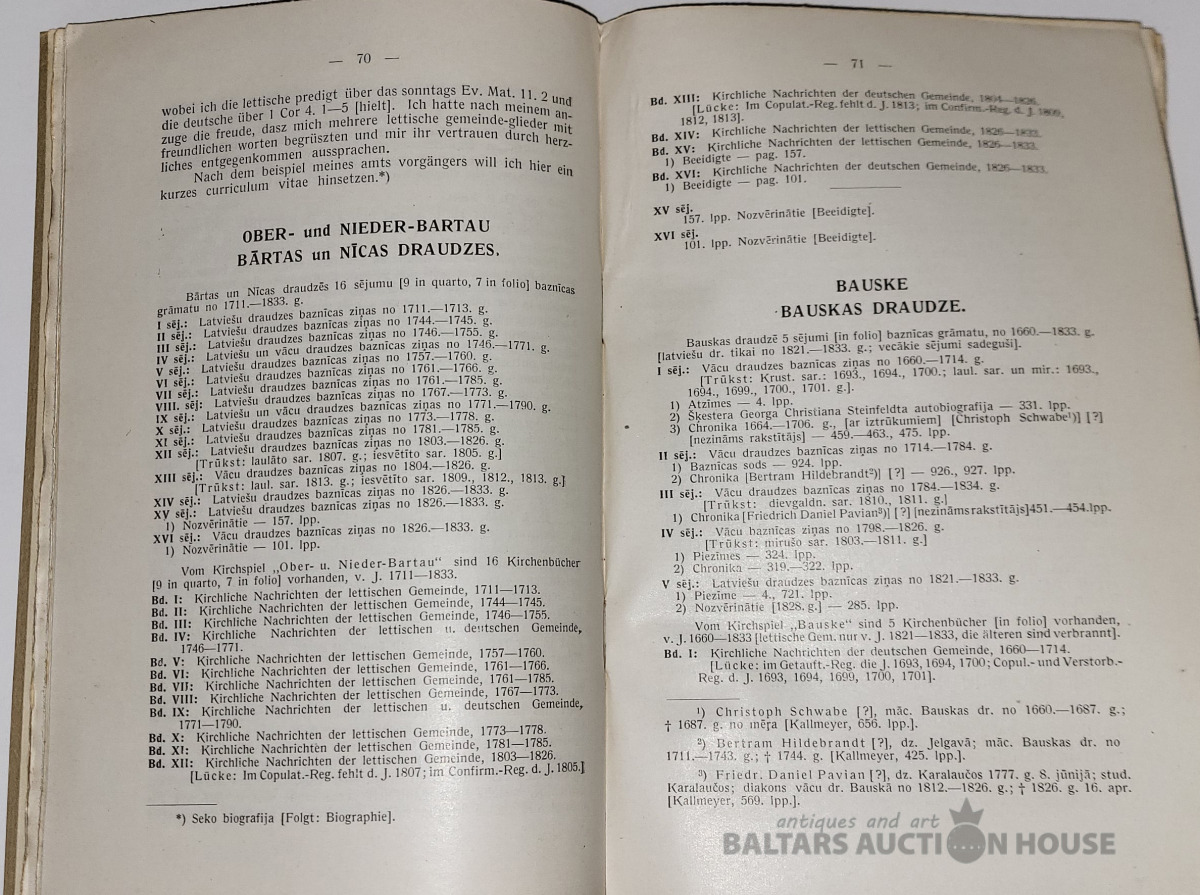 — 70 —
wobei ich die lettische predigt über das sonntags Ev. Mat. 11. 2 und
die deutsche über 1 Cor 4. 1—5 [hielt]. Ich hatte nach meinem an-
zuge die freude, dasz mich mehrere lettische gemeinde-glieder mit
freundlichen worten begrüszten und mir ihr vertrauen durch herz-
liches entgegenkommen aussprachen.
Nach dem beispiel meines amts vorgängers will ich hier ein
kurzes curriculum vitae hinsetzen.*)
OBER- und NIEDER-BARTAU
BĀRTAS un NĪCAS DRAUDZES.
Bārtas un Nīcas draudzēs 16 sējumu [9 in quarto, 7 in folio] baznīcas
grāmatu no 1711.—1833. g.
I sēj.: Latviešu draudzes baznīcas ziņas no 1711.—1713. g.
II sēj.: Latviešu draudzes baznīcas ziņas no 1744.—1745. g.
III sēj.: Latviešu draudzes baznīcas ziņas no 1746.—1755. g.
IV sēj.: Latviešu un vācu draudzes baznīcas ziņas no 1746.—1771. g.
V sēj.: Latviešu draudzes baznīcas ziņas no 1757.—1760. g.
VI sēj.: Latviešu draudzes baznīcas ziņas no 1761.—1766. g.
VII sēj.: Latviešu draudzes baznīcas ziņas no 1761.—1785. g.
VIII. sēj: Latviešu draudzes baznīcas ziņas no 1767.—1773. g.
IX sēj.: Latviešu un vācu draudzes baznīcas ziņas no 1771.—1790. g.
X sēj.: Latviešu draudzes baznīcas ziņas no 1773.—1778. g.
XI sēj.: Latviešu draudzes baznīcas ziņas no 1781.—1785. g.
XII sēj.: Latviešu draudzes baznīcas ziņas no 1803.—1826. g.
[Trūkst: laulāto sar. 1807. g.; iesvētīto sar. 1805. g.]
XIII sēj.: Vācu draudzes baznīcas ziņas no 1804.—1826. g.
[Trūkst: laul. sar. 1813. g.; iesvētīto sar. 1809., 1812., 1813. g.]
XIV sēj.: Latviešu draudzes baznīcas ziņas no 1826.—1833. g.
XV sēj.: Latviešu draudzes baznīcas ziņas no 1826.—1833. g.
1) Nozvērinātie — 157. lpp.
XVI sēj.: Vācu draudzes baznīcas ziņas no 1826.—1833. g.
1) Nozvērinātie — 101. lpp.
Vom Kirchspiel „Ober- u. Nieder-Bartau“ sind 16 Kirchenbücher
[9 in quarto, 7 in folio] vorhanden, v. J. 1711—1833.
Bd. I: Kirchliche Nachrichten der lettischen Gemeinde, 1711—1713.
Bd. II: Kirchliche Nachrichten der lettischen Gemeinde, 1744—1745.
Bd. III: Kirchliche Nachrichten der lettischen Gemeinde, 1746—1755.
Bd. IV: Kirchliche Nachrichten der lettischen u. deutschen Gemeinde,
1746—1771.
Bd. V: Kirchliche Nachrichten der lettischen Gemeinde, 1757—1760.
Bd. VI: Kirchliche Nachrichten der lettischen Gemeinde, 1761—1766.
Bd. VII: Kirchliche Nachrichten der lettischen Gemeinde, 1761—1785.
Bd. VIII: Kirchliche Nachrichten der lettischen Gemeinde, 1767—1773.
Bd. IX: Kirchliche Nachrichten der lettischen u. deutschen Gemeinde,
1771—1790.
Bd. X: Kirchliche Nachrichten der lettischen Gemeinde, 1773—1778.
Bd. XI: Kirchliche Nachrichten der lettischen Gemeinde, 1781—1785.
Bd. XII: Kirchliche Nachrichten der lettischen Gemeinde, 1803—1826.
[Lücke: Im Copulat.-Reg. fehlt d. J. 1807; im Confirm.-Reg. d. J. 1805.]
*) Seko biografija [Folgt: Biographie].
— 71 —
Bd. XIII: Kirchliche Nachrichten der deutschen Gemeinde, 1804—1826.
[Lücke: Im Copulat.-Reg. fehlt d. J. 1813; im Confirm.-Reg. d. J. 1809,
1812, 1813].
Bd. XIV: Kirchliche Nachrichten der lettischen Gemeinde, 1826—1833.
Bd. XV: Kirchliche Nachrichten der lettischen Gemeinde, 1826—1833.
1) Beeidigte — pag. 157.
Bd. XVI: Kirchliche Nachrichten der deutschen Gemeinde, 1826—1833.
1) Beeidigte — pag. 101.
XV sēj.
157. lpp. Nozvērinātie [Beeidigte].
XVI sēj.
101. lpp. Nozvērinātie [Beeidigte].
BAUSKE
BAUSKAS DRAUDZE.
Bauskas draudzē 5 sējumi [in folio] baznīcas grāmatu, no 1660.—1833. g.
[latviešu dr. tikai no 1821.—1833. g.; vecākie sējumi sadeguši].
I sēj.: Vācu draudzes baznīcas ziņas no 1660.—1714. g.
[Trūkst: Krust. sar.: 1693., 1694., 1700.; laul. sar. un mir.: 1693.,
1694., 1699., 1700., 1701. g.].
1) Atzīmes — 4. lpp.
2) Šķestera Georga Christiana Steinfeldta autobiografija — 331. lpp.
3) Chronika 1664.—1706. g., [ar iztrūkumiem] [Christoph Schwabe¹)] [?]
[nezināms rakstītājs] — 459.—463., 475. lpp.
II sēj.: Vācu draudzes baznīcas ziņas no 1714.—1784. g.
1) Baznīcas sods — 924. lpp.
2) Chronika [Bertram Hildebrandt²)] [?] — 926., 927. lpp.
III sēj.: Vācu draudzes baznīcas ziņas no 1784.—1834. g.
[Trūkst: dievgaldn. sar. 1810., 1811. g.]
1) Chronika [Friedrich Daniel Pavian³)] [?] [nezināms rakstītājs] 451.—454. lpp.
IV sēj.: Vācu baznīcas ziņas no 1798.—1826. g.
[Trūkst: mirušo sar. 1803.—1811. g.]
1) Piezīmes — 324. lpp.
2) Chronika — 319.—322. lpp.
V sēj.: Latviešu draudzes baznīcas ziņas no 1821.—1833. g.
1) Piezīme — 4., 721. lpp.
2) Nozvērinātie [1828. g.] — 285. lpp.
Vom Kirchspiel „Bauske“ sind 5 Kirchenbücher [in folio] vorhanden,
v. J. 1660—1833 [lettische Gem. nur v. J. 1821—1833, die älteren sind verbrannt].
Bd. I: Kirchliche Nachrichten der deutschen Gemeinde, 1660—1714.
[Lücke: im Getauft.-Reg. die J. 1693, 1694, 1700; Copul.- und Verstorb.-
Reg. d. J. 1693, 1694, 1699, 1700, 1701].
¹) Christoph Schwabe [?], māc. Bauskas dr. no 1660.—1687. g.;
† 1687. g. no mēra [Kallmeyer, 656. lpp.].
²) Bertram Hildebrandt [?], dz. Jelgavā; māc. Bauskas dr. no
1711.—1743. g.; † 1744. g. [Kallmeyer, 425. lpp.].
³) Friedr. Daniel Pavian [?], dz. Karalaučos 1777. g. 8. jūnijā; stud.
Karalaučos; diakons vācu dr. Bauskā no 1812.—1826. g.; † 1826. g. 16. apr.
[Kallmeyer, 569. lpp.].
antiques and art
BALTARS AUCTION HOUSE